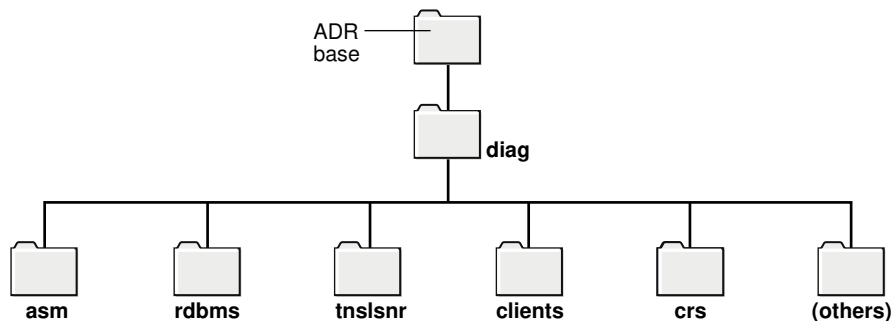 ADR
base
diag
asm
rdbms
tnslsnr
clients
crs
(others)